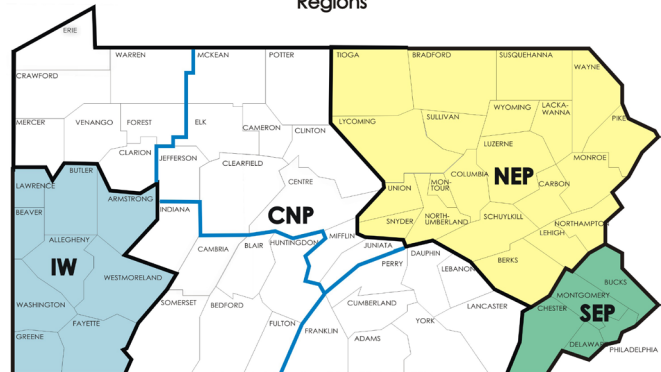 Regions
ERIE
WARREN
MCKEAN
POTTER
TIOGA
BRADFORD
SUSQUEHANNA
WAYNE
CRAWFORD
MERCER
VENANGO
FOREST
ELK
CAMERON
CLINTON
LYCOMING
SULLIVAN
WYOMING
LACKA-
WANNA
PIKE
CLARION
JEFFERSON
CLEARFIELD
CENTRE
LUZERNE
MONROE
LAWRENCE
BUTLER
ARMSTRONG
INDIANA
CNP
UNION
MON-
TOUR
COLUMBIA
NEP
CARBON
BEAVER
SNYDER
NORTH-
UMBERLAND
SCHUYLKILL
NORTHAMPTON
LEHIGH
ALLEGHENY
IW
WESTMORELAND
CAMBRIA
BLAIR
HUNTINGDON
MIFFLIN
JUNIATA
PERRY
DAUPHIN
LEBANON
BERKS
BUCKS
MONTGOMERY
WASHINGTON
FAYETTE
GREENE
SOMERSET
BEDFORD
FULTON
FRANKLIN
CUMBERLAND
ADAMS
YORK
LANCASTER
CHESTER
SEP
DELAWARE
PHILADELPHIA